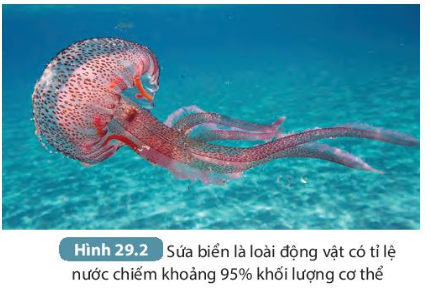 Hình 29.2 Sứa biển là loài động vật có tỉ lệ
nước chiếm khoảng 95% khối lượng cơ thể